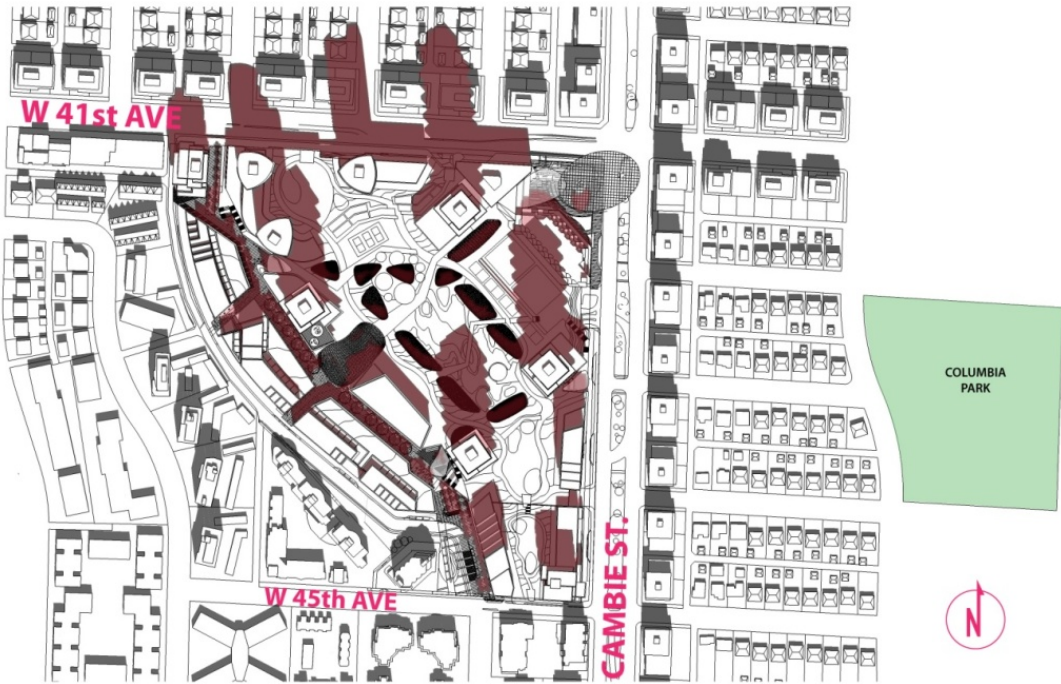 W 41st AVE
COLUMBIA
PARK
CAMBIE ST.
W 45th AVE
N